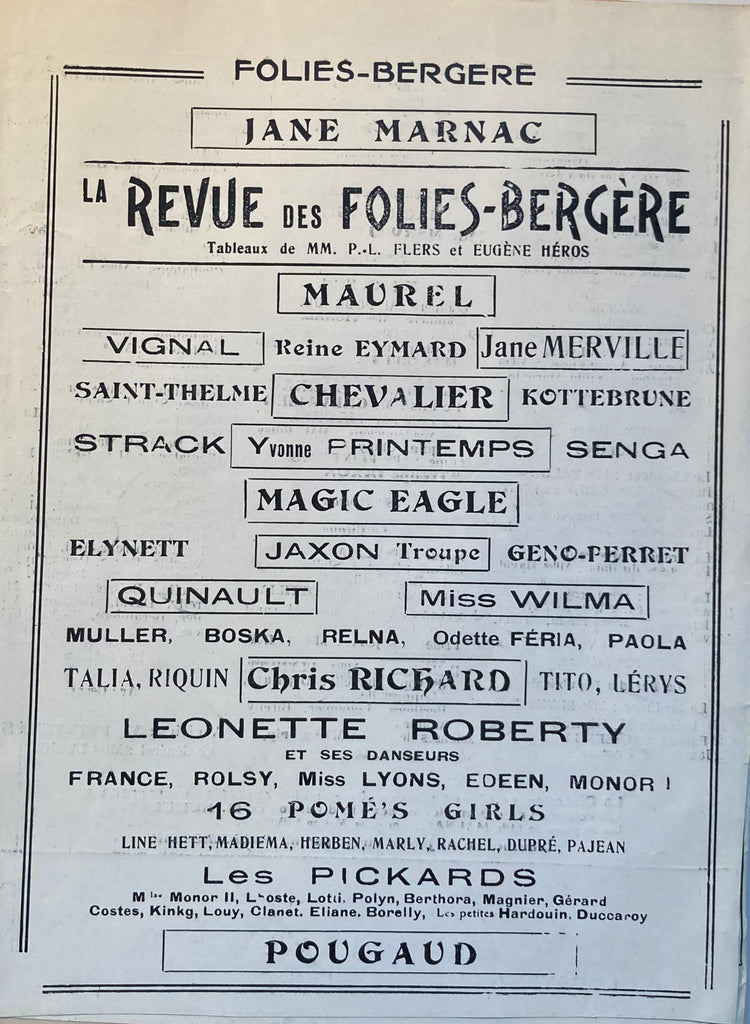 FOLIES-BERGERE
JANE MARNAC
LA REVUE DES FOLIES-BERGÈRE
Tableaux de MM. P.-L. FLERS et EUGÈNE HÉROS
MAUREL
VIGNAL Reine EYMARD Jane MERVILLE
SAINT-THELME CHEVALIER KOTTEBRUNE
STRACK Yvonne PRINTEMPS SENGA
MAGIC EAGLE
ELYNETT JAXON Troupe GENO-PERRET
QUINAULT Miss WILMA
MULLER, BOSKA, RELNA, Odette FÉRIA, PAOLA
TALIA, RIQUIN Chris RICHARD TITO, LÉRYS
LEONETTE ROBERTY
ET SES DANSEURS
FRANCE, ROLSY, Miss LYONS, EDEEN, MONOR I
16 POMÉ'S GIRLS
LINE HETT, MADIEMA, HERBEN, MARLY, RACHEL, DUPRÉ, PAJEAN
Les PICKARDS
Monor II, Lhoste, Lotti. Polyn, Berthora, Magnier, Gérard
Costes, Kinkg, Louy, Clanet. Eliane. Borelly, Les petites Hardouin. Duccaroy
POUGAUD